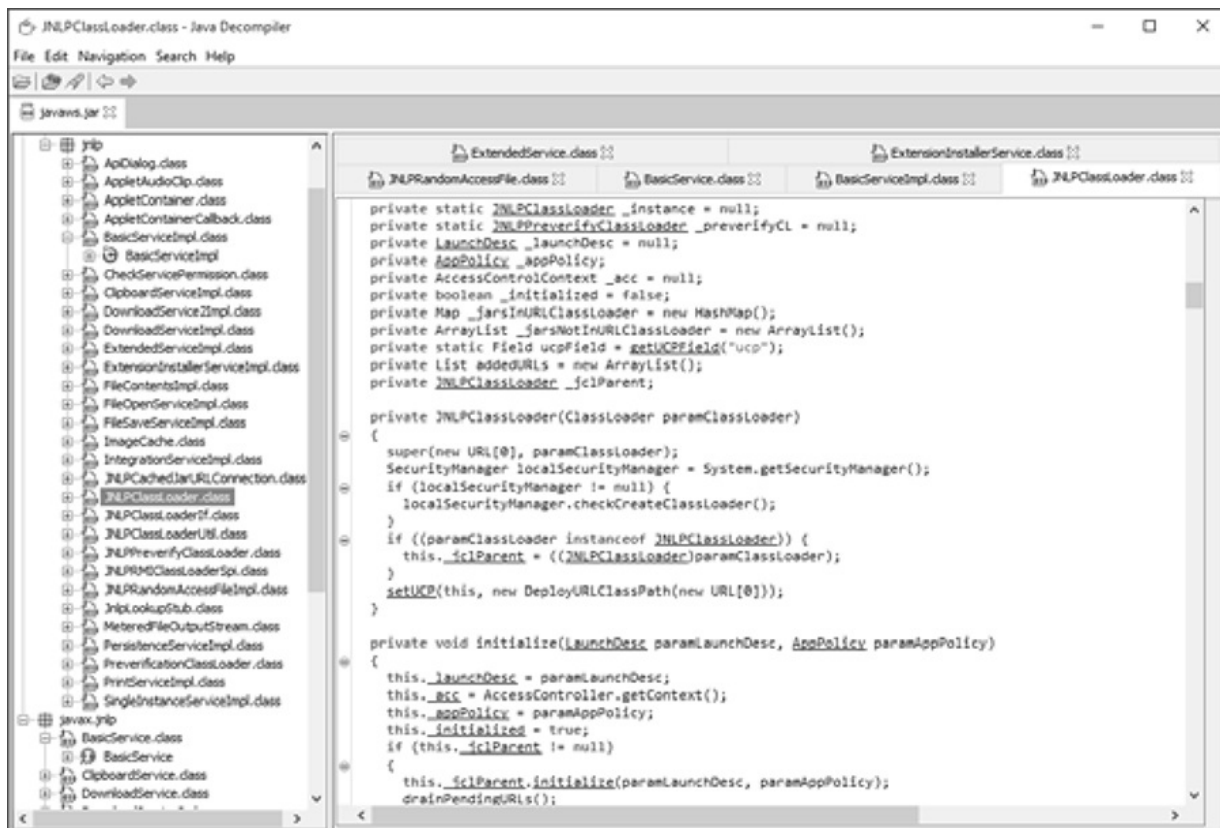 JNLPClassLoader.class - Java Decompiler
File Edit Navigation Search Help
javaws.jar
jnlp
ApiDialog.class
AppletAudioClip.class
AppletContainer.class
AppletContainerCallback.class
BasicServiceImpl.class
BasicServiceImpl
CheckServicePermission.class
ClipboardServiceImpl.class
DownloadService2Impl.class
DownloadServiceImpl.class
ExtendedServiceImpl.class
ExtensionInstallerServiceImpl.class
FileContentsImpl.class
FileOpenServiceImpl.class
FileSaveServiceImpl.class
ImageCache.class
IntegrationServiceImpl.class
JNLPCachedJarURLConnection.class
JNLPClassLoader.class
JNLPClassLoaderIf.class
JNLPClassLoaderUtil.class
JNLPPreverifyClassLoader.class
JNLPRMIClassLoaderSpi.class
JNLPRandomAccessFileImpl.class
JnlpLookupStub.class
MeteredFileOutputStream.class
PersistenceServiceImpl.class
PreverificationClassLoader.class
PrintServiceImpl.class
SingleInstanceServiceImpl.class
javax.jnlp
BasicService.class
BasicService
ClipboardService.class
DownloadService.class
ExtendedService.class ExtensionInstallerService.class
JNLPRandomAccessFile.class BasicService.class BasicServiceImpl.class JNLPClassLoader.class
private static JNLPClassLoader _instance = null;
private static JNLPPreverifyClassLoader _preverifyCL = null;
private LaunchDesc _launchDesc = null;
private AppPolicy _appPolicy;
private AccessControlContext _acc = null;
private boolean _initialized = false;
private Map _jarsInURLClassLoader = new HashMap();
private ArrayList _jarsNotInURLClassLoader = new ArrayList();
private static Field ucpField = getUCPField("ucp");
private List addedURLs = new ArrayList();
private JNLPClassLoader _jclParent;
private JNLPClassLoader(ClassLoader paramClassLoader)
{
super(new URL[0], paramClassLoader);
SecurityManager localSecurityManager = System.getSecurityManager();
if (localSecurityManager != null) {
localSecurityManager.checkCreateClassLoader();
}
if ((paramClassLoader instanceof JNLPClassLoader)) {
this._jclParent = ((JNLPClassLoader)paramClassLoader);
}
setUCP(this, new DeployURLClassPath(new URL[0]));
}
private void initialize(LaunchDesc paramLaunchDesc, AppPolicy paramAppPolicy)
{
this._launchDesc = paramLaunchDesc;
this._acc = AccessController.getContext();
this._appPolicy = paramAppPolicy;
this._initialized = true;
if (this._jclParent != null)
{
this._jclParent.initialize(paramLaunchDesc, paramAppPolicy);
drainPendingURLs();